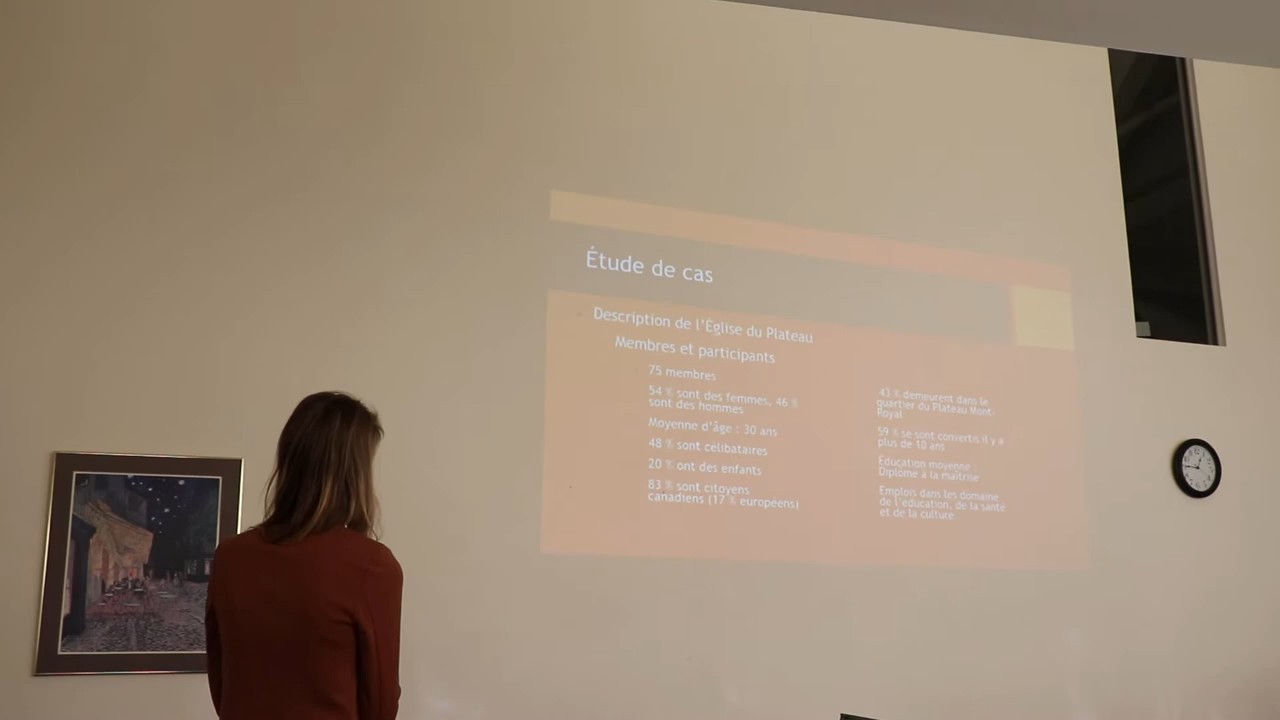 Étude de cas
Description de l'Église du Plateau
Membres et participants
75 membres
54 % sont des femmes, 46 %
sont des hommes
Moyenne d'âge : 30 ans
48 % sont célibataires
20 % ont des enfants
83 % sont citoyens
canadiens (17 % européens)
43 % demeurent dans le
quartier du Plateau Mont-
Royal
59 % se sont convertis il y a
plus de 10 ans
Éducation moyenne :
Diplome a la maîtrise
Emplois dans les domaine
de l'education, de la santé
et de la culture